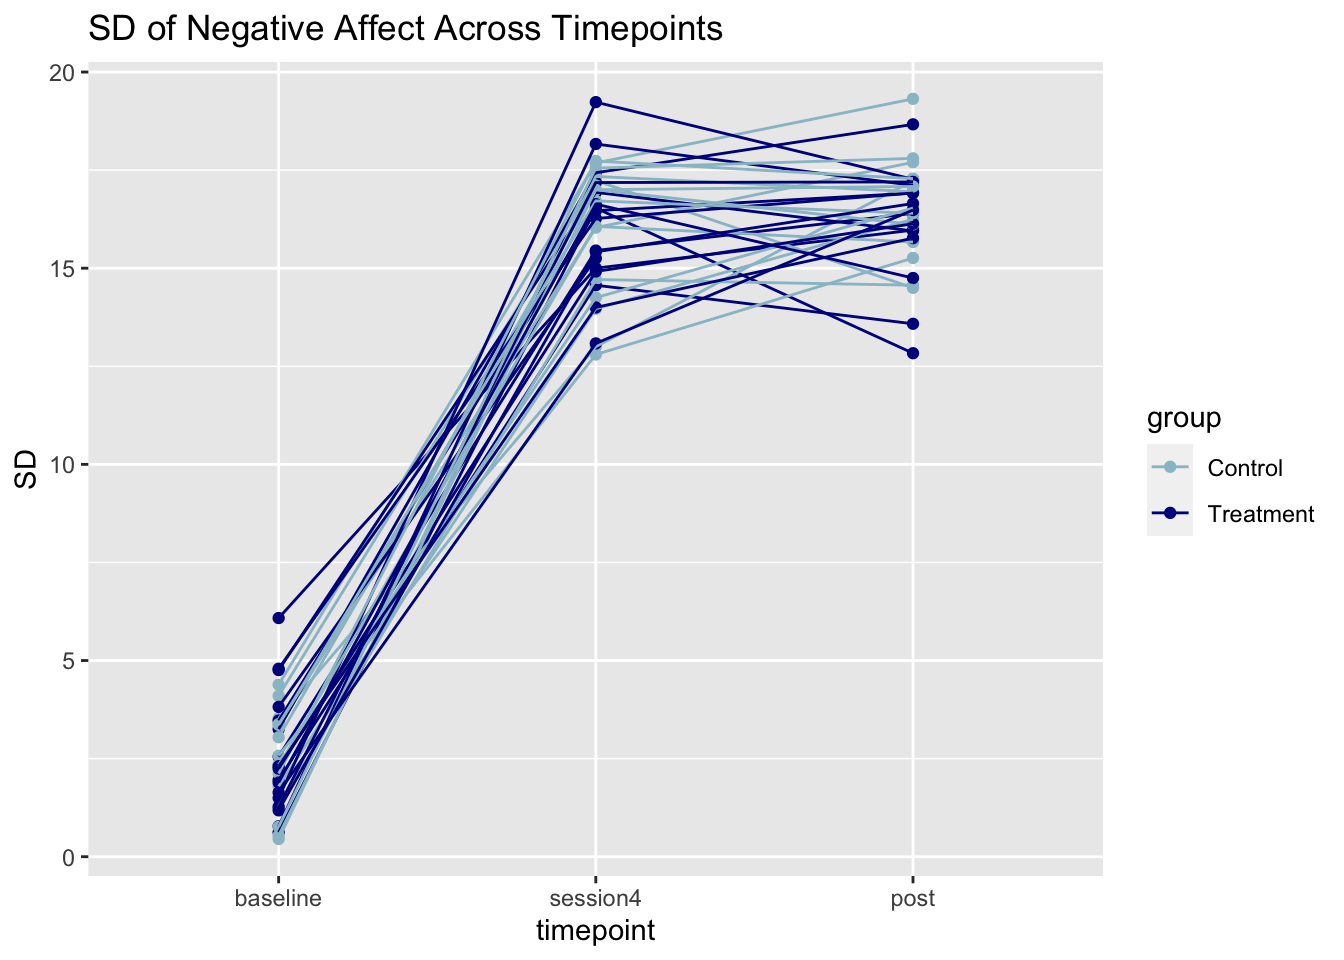 SD of Negative Affect Across Timepoints
20
15
10
5
0
SD
baseline
session4
post
timepoint
group
Control
Treatment